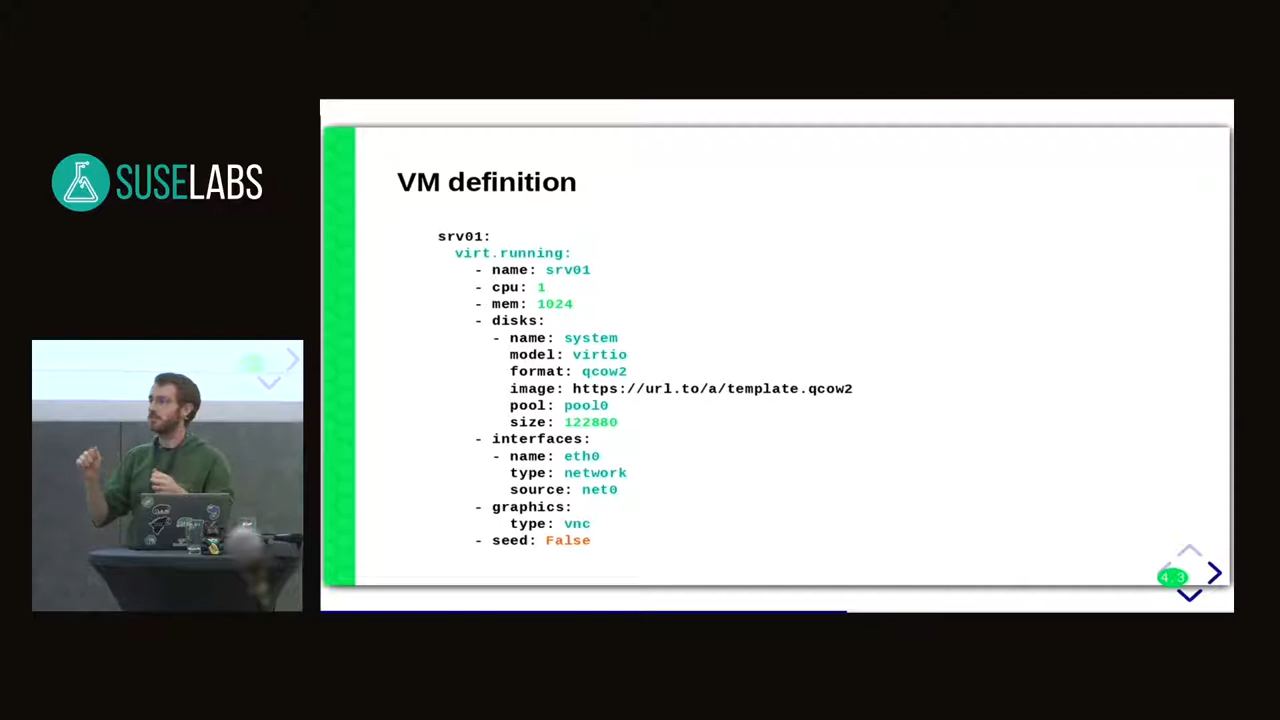 SUSELABS
VM definition
srv01:
virt.running:
- name: srv01
- cpu: 1
- mem: 1024
- disks:
- name: system
model: virtio
format: qcow2
image: https://url.to/a/template.qcow2
pool: pool0
size: 122880
- interfaces:
- name: eth0
type: network
source: net0
- graphics:
type: vnc
- seed: False
4.3